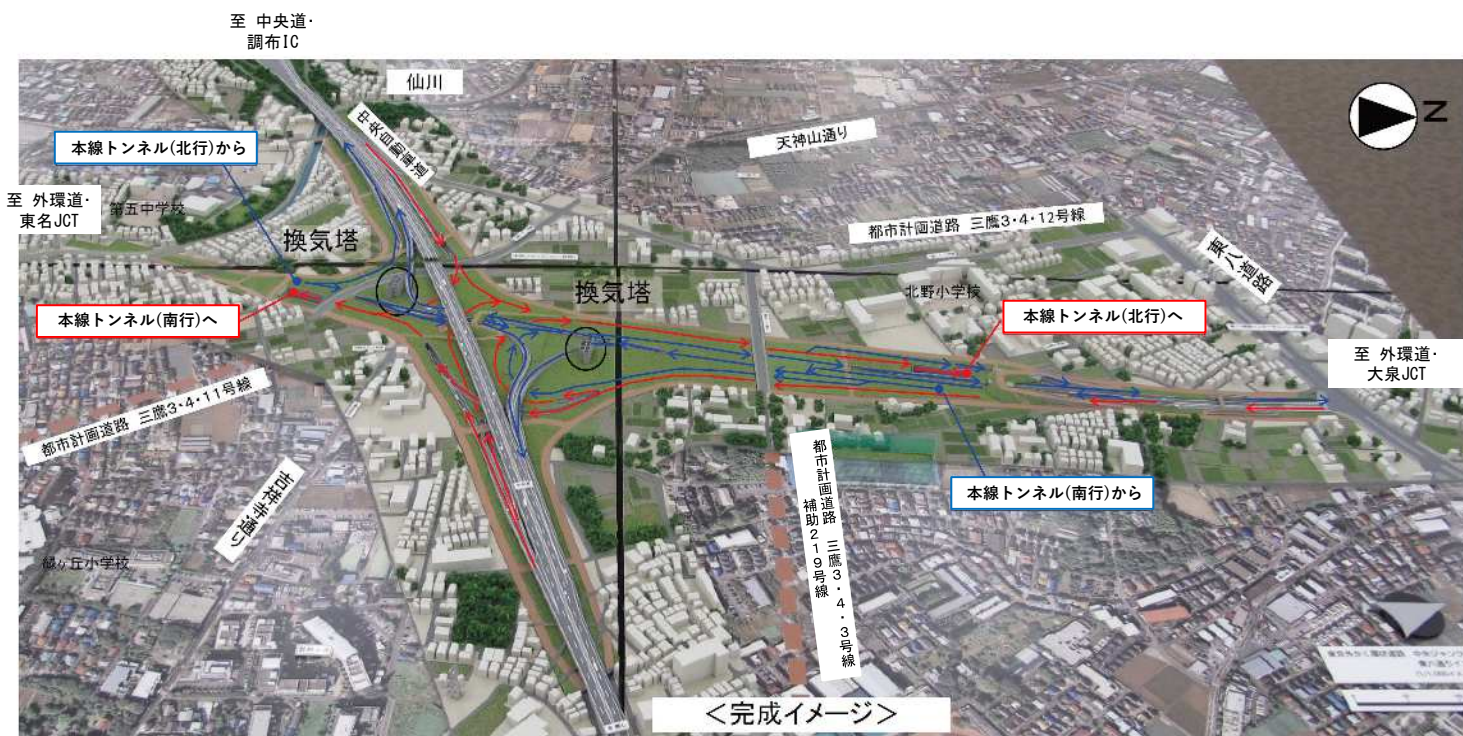 至 中央道・
調布IC
仙川
中央自動車道
天神山通り
N
本線トンネル(北行)から
至 外環道・
東名JCT
第五中学校
換気塔
都市計画道路 三鷹3・4・12号線
東八道路
換気塔
北野小学校
本線トンネル(南行)へ
本線トンネル(北行)へ
至 外環道・
大泉JCT
都市計画道路 三鷹3・4・11号線
本線トンネル(南行)から
都市計画道路 三鷹3・4・3号線
補助219号線
吉祥寺通り
緑ヶ丘小学校
＜完成イメージ＞